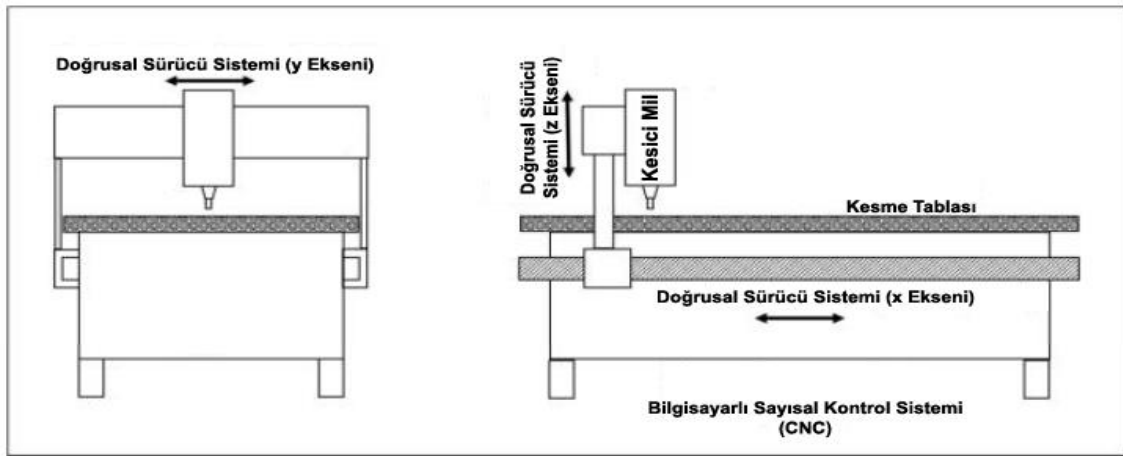 Doğrusal Sürücü Sistemi (y Ekseni)
Doğrusal Sürücü
Sistemi (z Ekseni)
Kesici Mil
Kesme Tablası
Doğrusal Sürücü Sistemi (x Ekseni)
Bilgisayarlı Sayısal Kontrol Sistemi
(CNC)